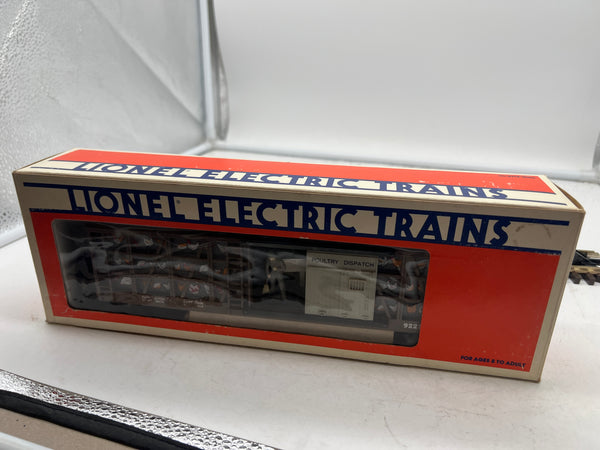 LIONEL ELECTRIC TRAINS
LIONEL ELECTRIC TRAINS
POULTRY DISPATCH
922
FOR AGES 8 TO ADULT